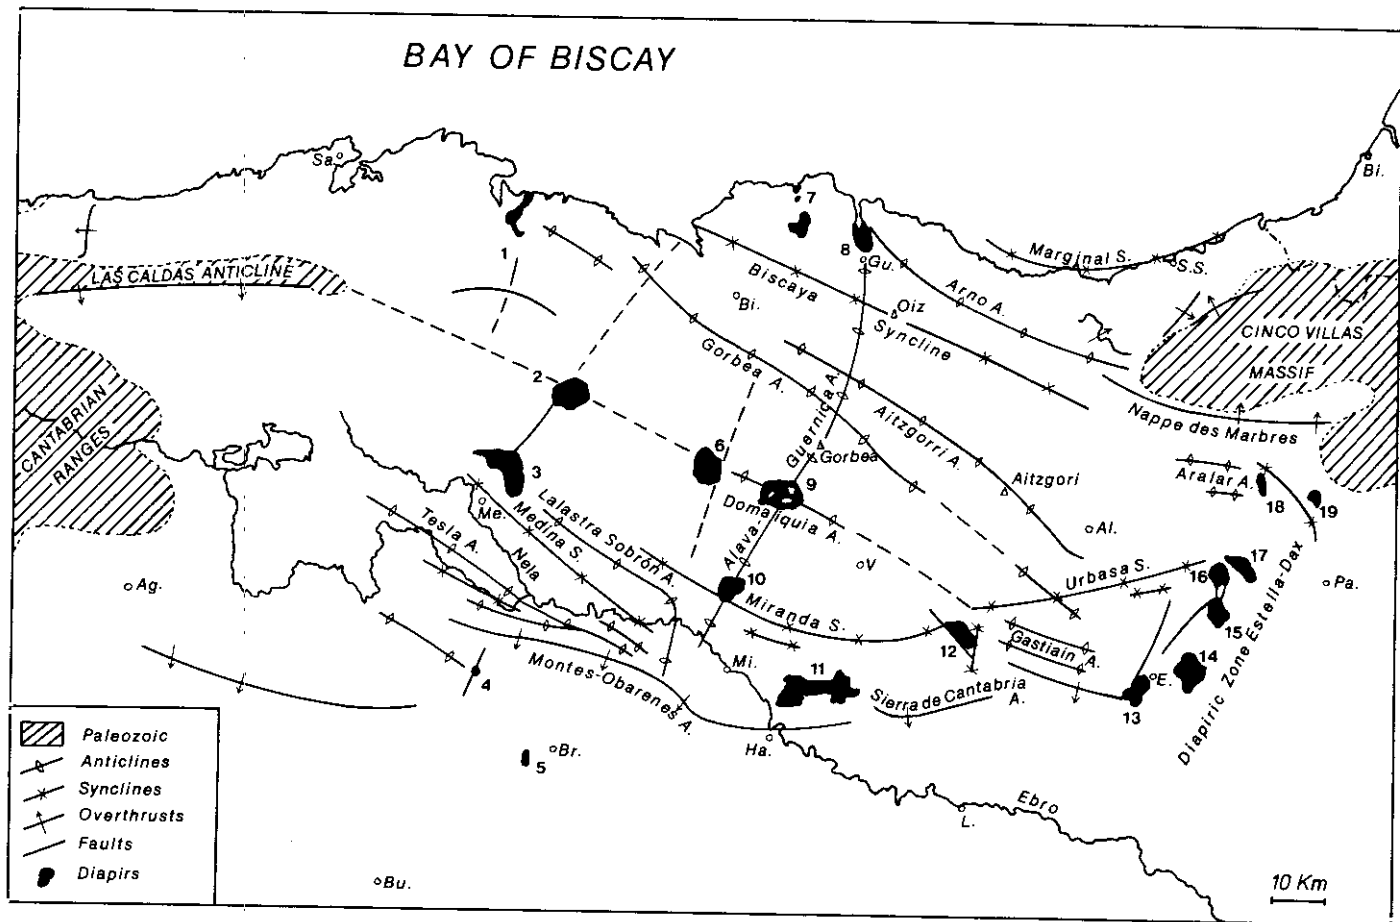 BAY OF BISCAY
Sa.
Bi.
1
7
8
Gu.
Marginal S.
S.S.
LAS CALDAS ANTICLINE
Biscaya
Syncline
Bi.
Oiz
Arno A.
CINCO VILLAS
MASSIF
Gorbea A.
2
Guernica A.
Aitzgorri A.
Nappe des Marbres
CANTABRIAN
RANGES
6
Gorbea
Aitzgori
Aralar A.
3
9
18
19
Me.
Lalastra Sobrón A.
Domaiquia A.
Al.
Tesla A.
Medina S.
Nela
Alava
V
Urbasa S.
17
16
Ag.
10
Pa.
Miranda S.
15
12
Gastiain
A.
Mi.
11
14
E.
4
Montes-Obarenes A.
Sierra de Cantabria
A.
13
Diapiric Zone Estella-Dax
Ha.
5
Br.
Ebro
L.
Bu.
Paleozoic
Anticlines
Synclines
Overthrusts
Faults
Diapirs
10 Km